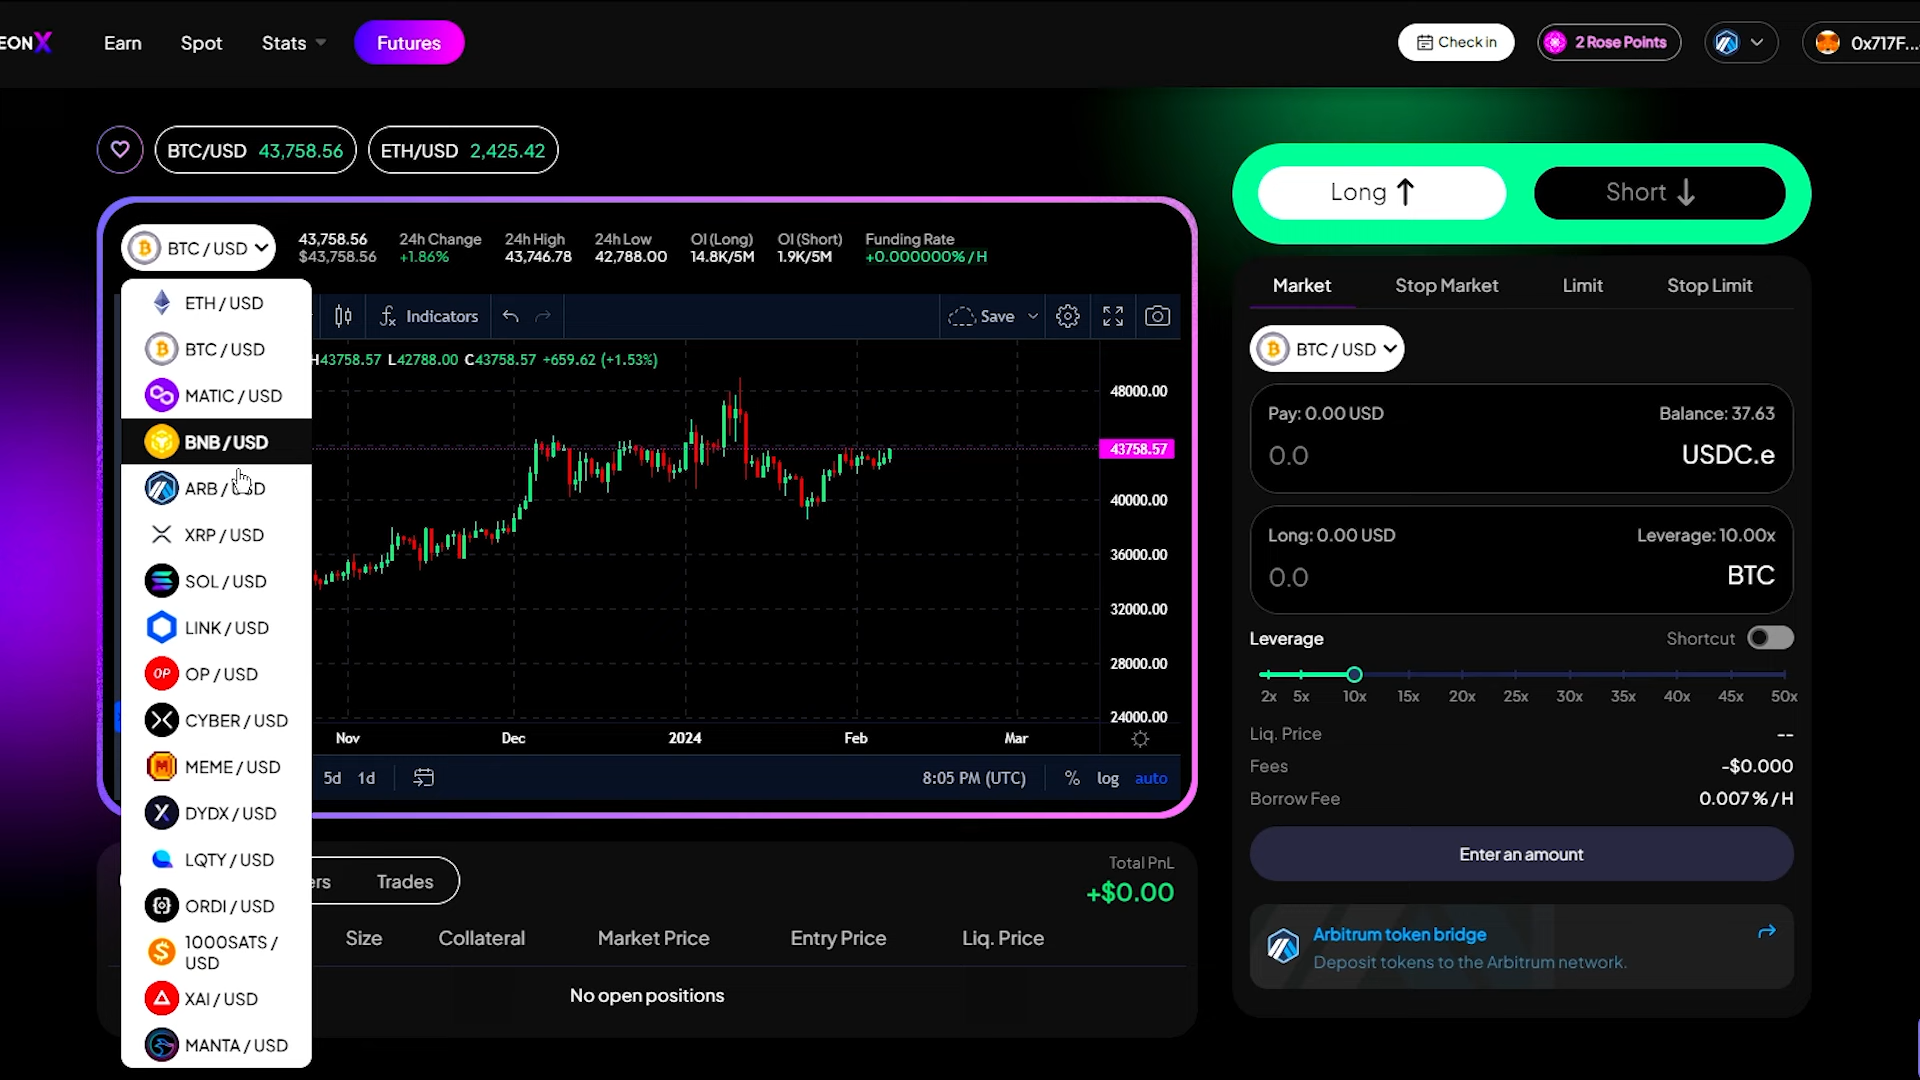 EONX
Earn
Spot
Stats
Futures
Check in
2 Rose Points
0x717F...
BTC/USD 43,758.56
ETH/USD 2,425.42
Long
Short
BTC / USD
43,758.56
$43,758.56
24h Change
+1.86%
24h High
43,746.78
24h Low
42,788.00
OI (Long)
14.8K/5M
OI (Short)
1.9K/5M
Funding Rate
+0.000000% / H
ETH / USD
BTC / USD
MATIC / USD
BNB / USD
ARB / USD
XRP / USD
SOL / USD
LINK / USD
OP / USD
CYBER / USD
MEME / USD
DYDX / USD
LQTY / USD
ORDI / USD
1000SATS /
USD
XAI / USD
MANTA / USD
Indicators
Save
H43758.57 L42788.00 C43758.57 +659.62 (+1.53%)
48000.00
43758.57
40000.00
36000.00
32000.00
28000.00
24000.00
Nov
Dec
2024
Feb
Mar
5d
1d
8:05 PM (UTC)
%
log
auto
ers
Trades
Total PnL
+$0.00
Size
Collateral
Market Price
Entry Price
Liq. Price
No open positions
Market
Stop Market
Limit
Stop Limit
BTC / USD
Pay: 0.00 USD
Balance: 37.63
0.0
USDC.e
Long: 0.00 USD
Leverage: 10.00x
0.0
BTC
Leverage
Shortcut
2x 5x 10x 15x 20x 25x 30x 35x 40x 45x 50x
Liq. Price
--
Fees
-$0.000
Borrow Fee
0.007% / H
Enter an amount
Arbitrum token bridge
Deposit tokens to the Arbitrum network.